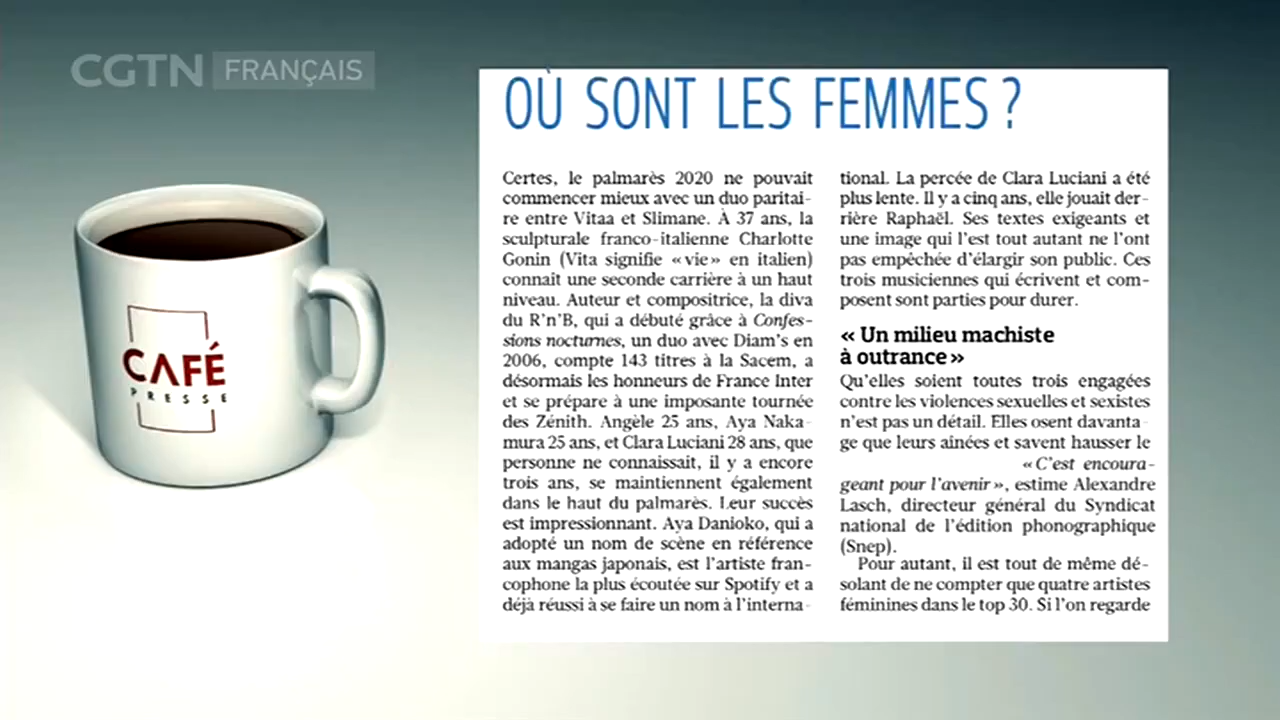 CGTN FRANÇAIS
CAFÉ
PRESSE
OÙ SONT LES FEMMES ?
Certes, le palmarès 2020 ne pouvait
commencer mieux avec un duo paritai-
re entre Vitaa et Slimane. À 37 ans, la
sculpturale franco-italienne Charlotte
Gonin (Vita signifie « vie » en italien)
connaît une seconde carrière à un haut
niveau. Auteur et compositrice, la diva
du R'n'B, qui a débuté grâce à Confes-
sions nocturnes, un duo avec Diam's en
2006, compte 143 titres à la Sacem, a
désormais les honneurs de France Inter
et se prépare à une imposante tournée
des Zénith. Angèle 25 ans, Aya Naka-
mura 25 ans, et Clara Luciani 28 ans, que
personne ne connaissait, il y a encore
trois ans, se maintiennent également
dans le haut du palmarès. Leur succès
est impressionnant. Aya Danioko, qui a
adopté un nom de scène en référence
aux mangas japonais, est l'artiste fran-
cophone la plus écoutée sur Spotify et a
déjà réussi à se faire un nom à l'interna-
tional. La percée de Clara Luciani a été
plus lente. Il y a cinq ans, elle jouait der-
rière Raphaël. Ses textes exigeants et
une image qui l'est tout autant ne l'ont
pas empêchée d'élargir son public. Ces
trois musiciennes qui écrivent et com-
posent sont parties pour durer.
« Un milieu machiste
à outrance »
Qu'elles soient toutes trois engagées
contre les violences sexuelles et sexistes
n'est pas un détail. Elles osent davanta-
ge que leurs aînées et savent hausser le
« C'est encoura-
geant pour l'avenir », estime Alexandre
Lasch, directeur général du Syndicat
national de l'édition phonographique
(Snep).
Pour autant, il est tout de même dé-
solant de ne compter que quatre artistes
féminines dans le top 30. Si l'on regarde